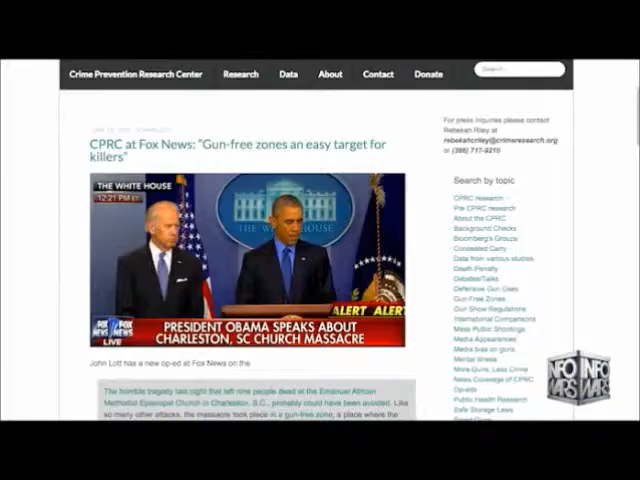 Crime Prevention Research Center
Research
Data
About
Contact
Donate
Search
CPRC at Fox News: "Gun-free zones an easy target for
killers"
THE WHITE HOUSE
12:21 PM ET
ALERT ALERT
FOX NEWS FOX NEWS
LIVE
PRESIDENT OBAMA SPEAKS ABOUT
CHARLESTON, SC CHURCH MASSACRE
John Lott has a new op-ed at Fox News on the
The horrible tragedy last night that left nine people dead at the Emanuel African
Methodist Episcopal Church in Charleston, S.C., probably could have been avoided. Like
so many other attacks, the massacre took place in a gun-free zone, a place where the
For press inquiries please contact
Rebekah Riley at
or
Search by topic
CPRC research
Pre CPRC research
About the CPRC
Background Checks
Bloomberg's Groups
Concealed Carry
Data from various studies
Death Penalty
Debates/Talks
Defensive Gun Uses
Gun-Free Zones
Gun Show Regulations
International Comparisons
Mass Public Shootings
Media Appearances
Media bias on guns
Mental Illness
More Guns, Less Crime
News Coverage of CPRC
Op-eds
Public Health Research
Safe Storage Laws
INFO WARS INFO WARS